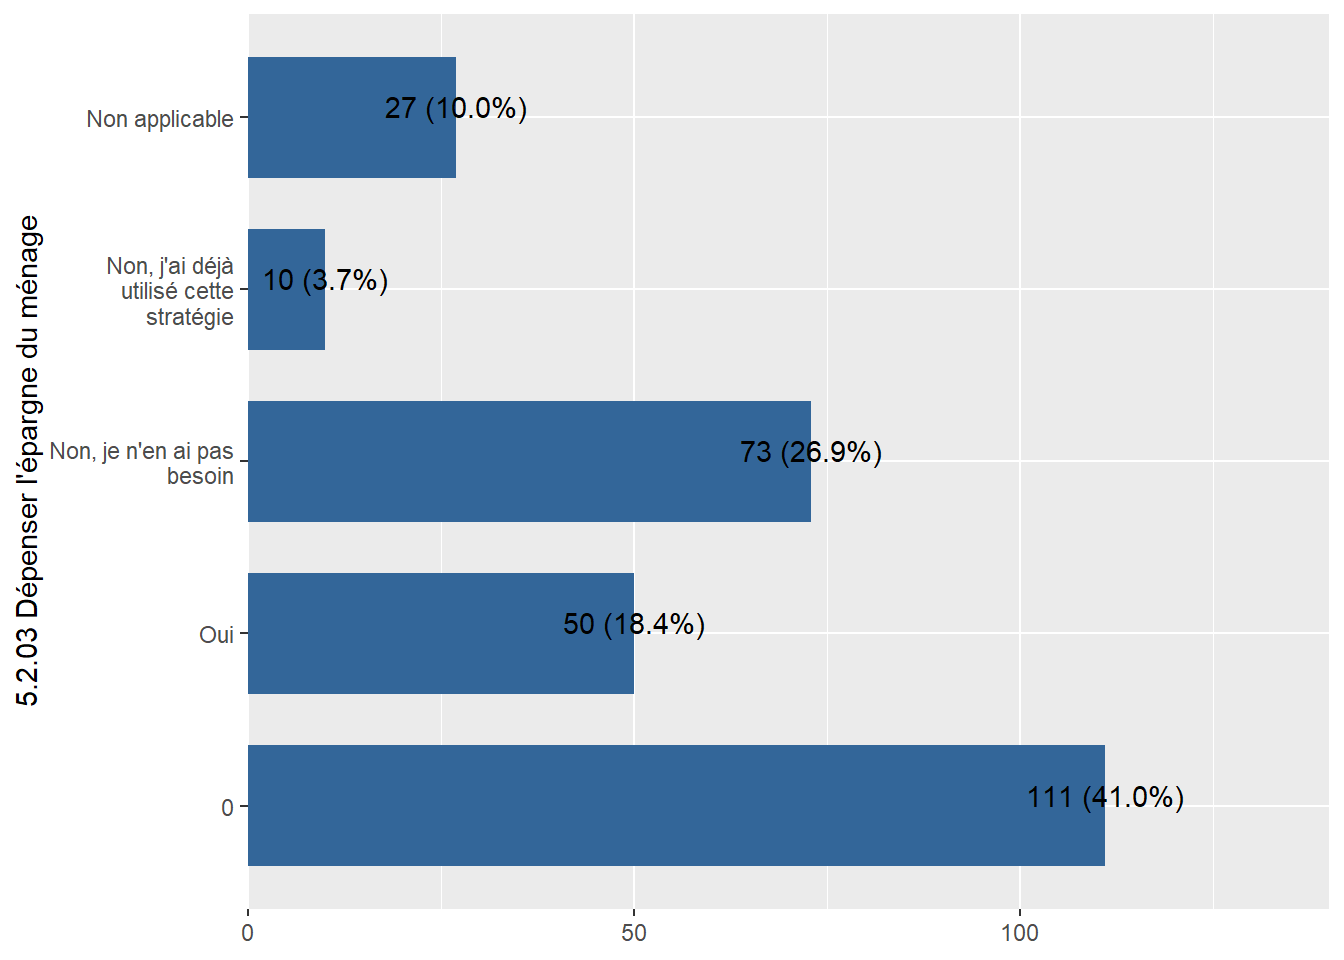 5.2.03 Dépenser l'épargne du ménage
Non applicable
27 (10.0%)
Non, j'ai déjà
utilisé cette
stratégie
10 (3.7%)
Non, je n'en ai pas
besoin
73 (26.9%)
Oui
50 (18.4%)
0
111 (41.0%)
0
50
100